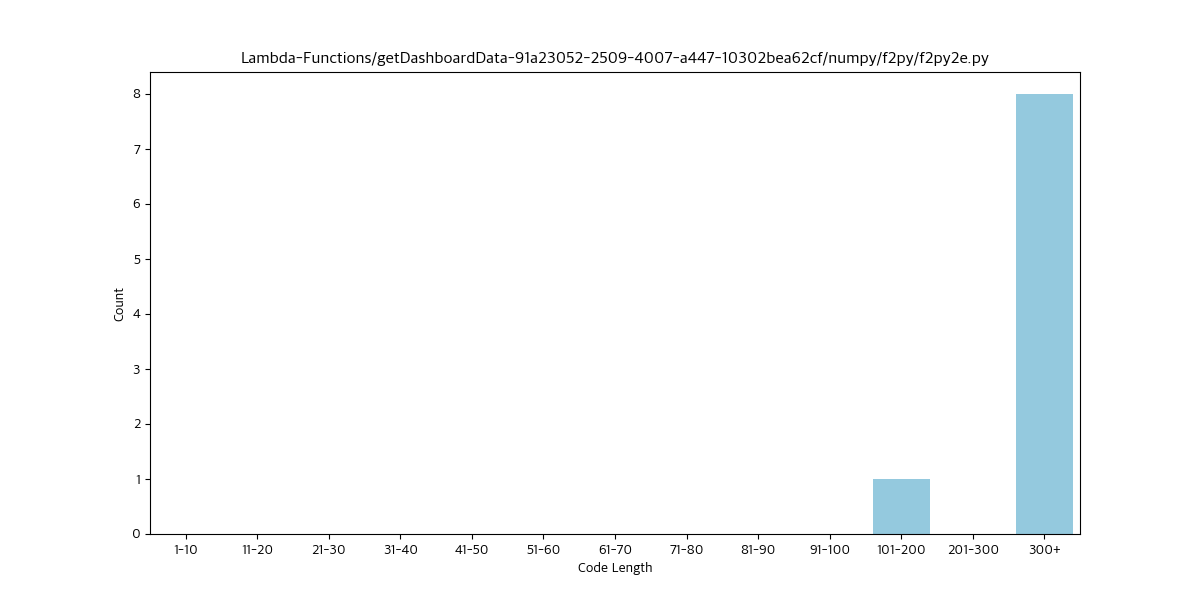 Lambda-Functions/getDashboardData-91a23052-2509-4007-a447-10302bea62cf/numpy/f2py/f2py2e.py
8
7
6
5
4
3
2
1
0
Count
1-10 11-20 21-30 31-40 41-50 51-60 61-70 71-80 81-90 91-100 101-200 201-300 300+
Code Length